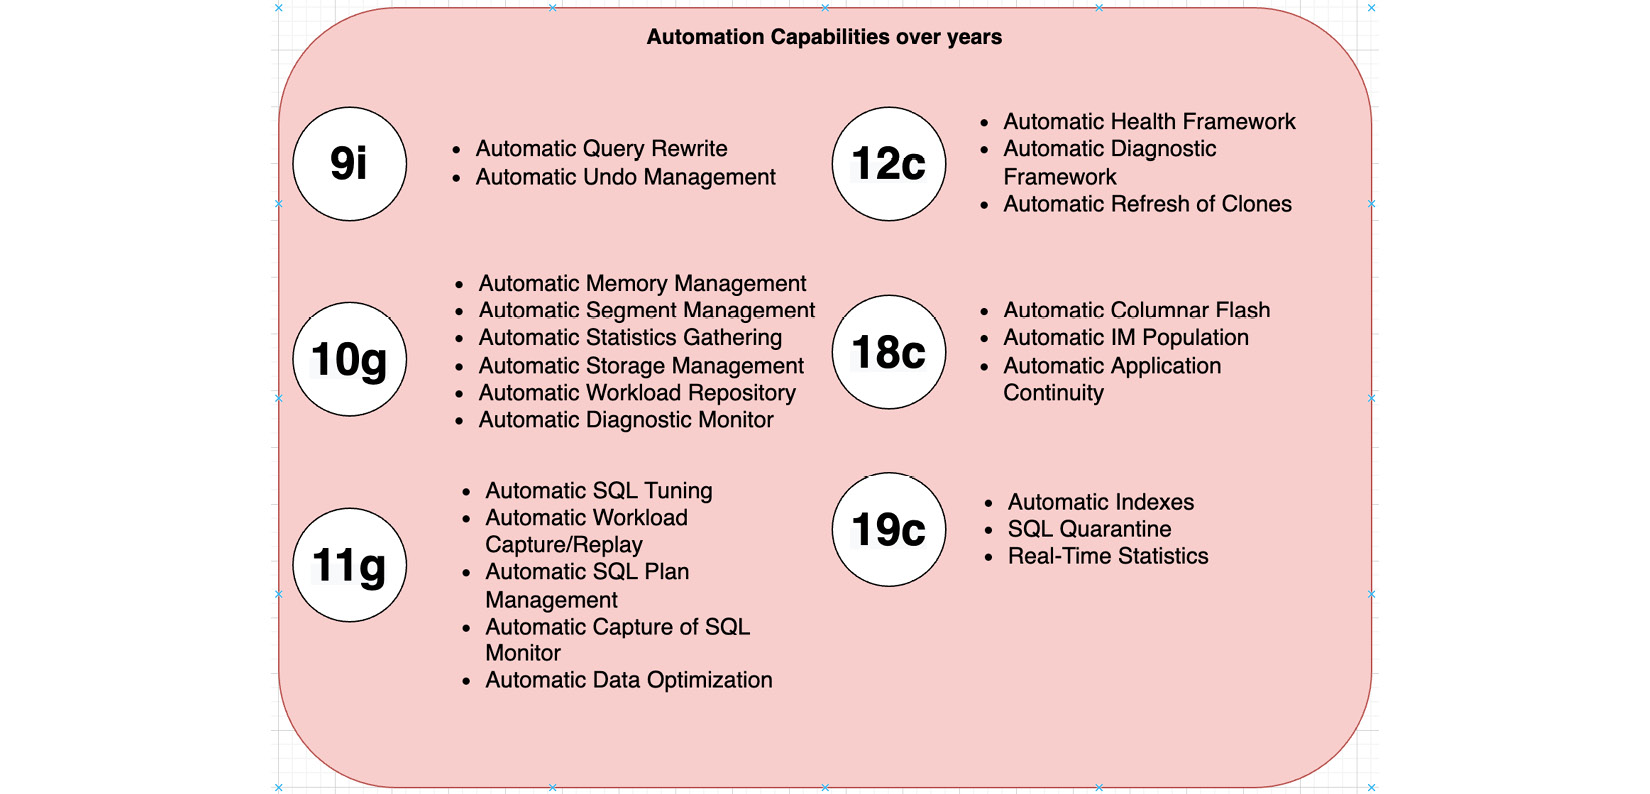 Automation Capabilities over years
9i
• Automatic Query Rewrite
• Automatic Undo Management
10g
• Automatic Memory Management
• Automatic Segment Management
• Automatic Statistics Gathering
• Automatic Storage Management
• Automatic Workload Repository
• Automatic Diagnostic Monitor
11g
• Automatic SQL Tuning
• Automatic Workload
Capture/Replay
• Automatic SQL Plan
Management
• Automatic Capture of SQL
Monitor
• Automatic Data Optimization
12c
• Automatic Health Framework
• Automatic Diagnostic
Framework
• Automatic Refresh of Clones
18c
• Automatic Columnar Flash
• Automatic IM Population
• Automatic Application
Continuity
19c
• Automatic Indexes
• SQL Quarantine
• Real-Time Statistics